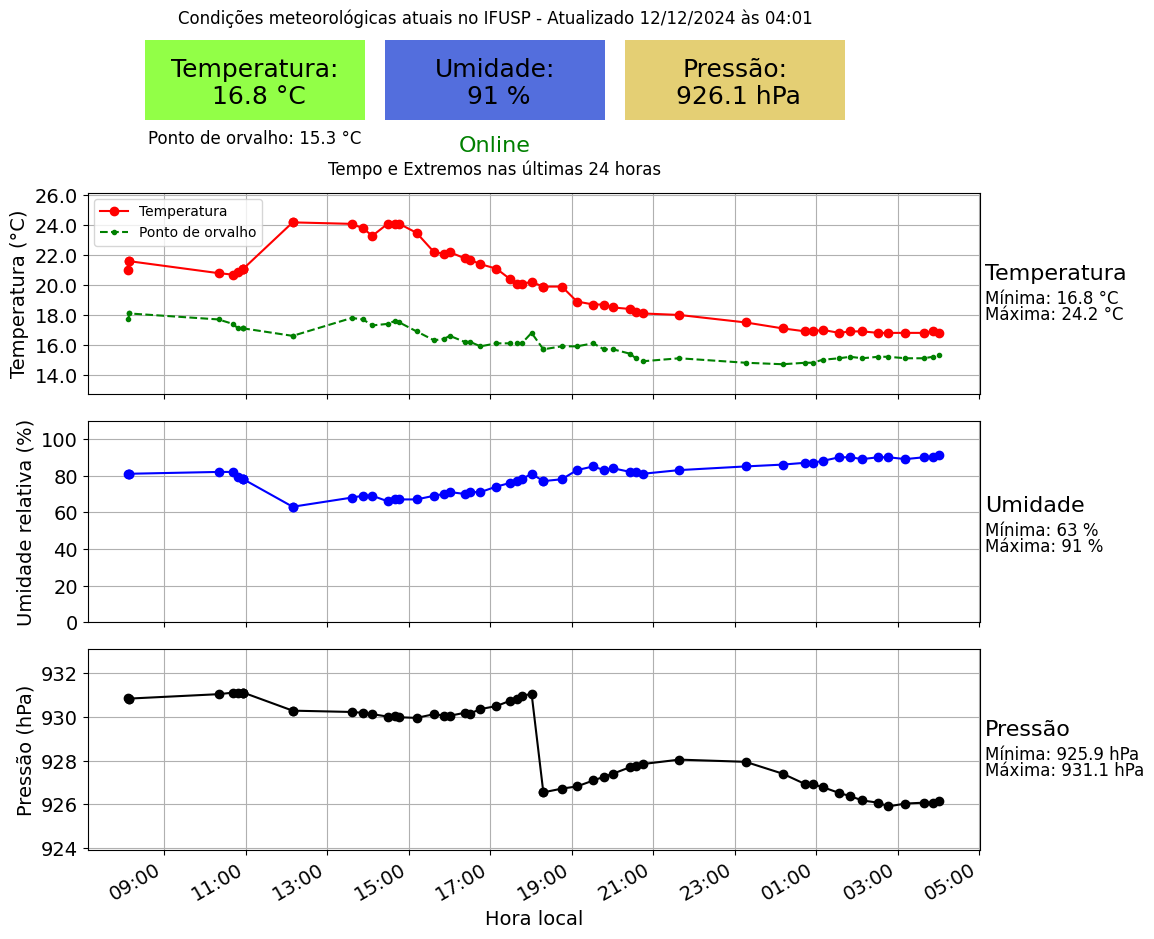 Condições meteorológicas atuais no IFUSP - Atualizado 12/12/2024 às 04:01
Temperatura:
16.8 °C
Umidade:
91 %
Pressão:
926.1 hPa
Ponto de orvalho: 15.3 °C
Online
Tempo e Extremos nas últimas 24 horas
Temperatura (°C)
26.0
24.0
22.0
20.0
18.0
16.0
14.0
Temperatura
Ponto de orvalho
Temperatura
Mínima: 16.8 °C
Máxima: 24.2 °C
Umidade relativa (%)
100
80
60
40
20
0
Umidade
Mínima: 63 %
Máxima: 91 %
Pressão (hPa)
932
930
928
926
924
Pressão
Mínima: 925.9 hPa
Máxima: 931.1 hPa
09:00 11:00 13:00 15:00 17:00 19:00 21:00 23:00 01:00 03:00 05:00
Hora local